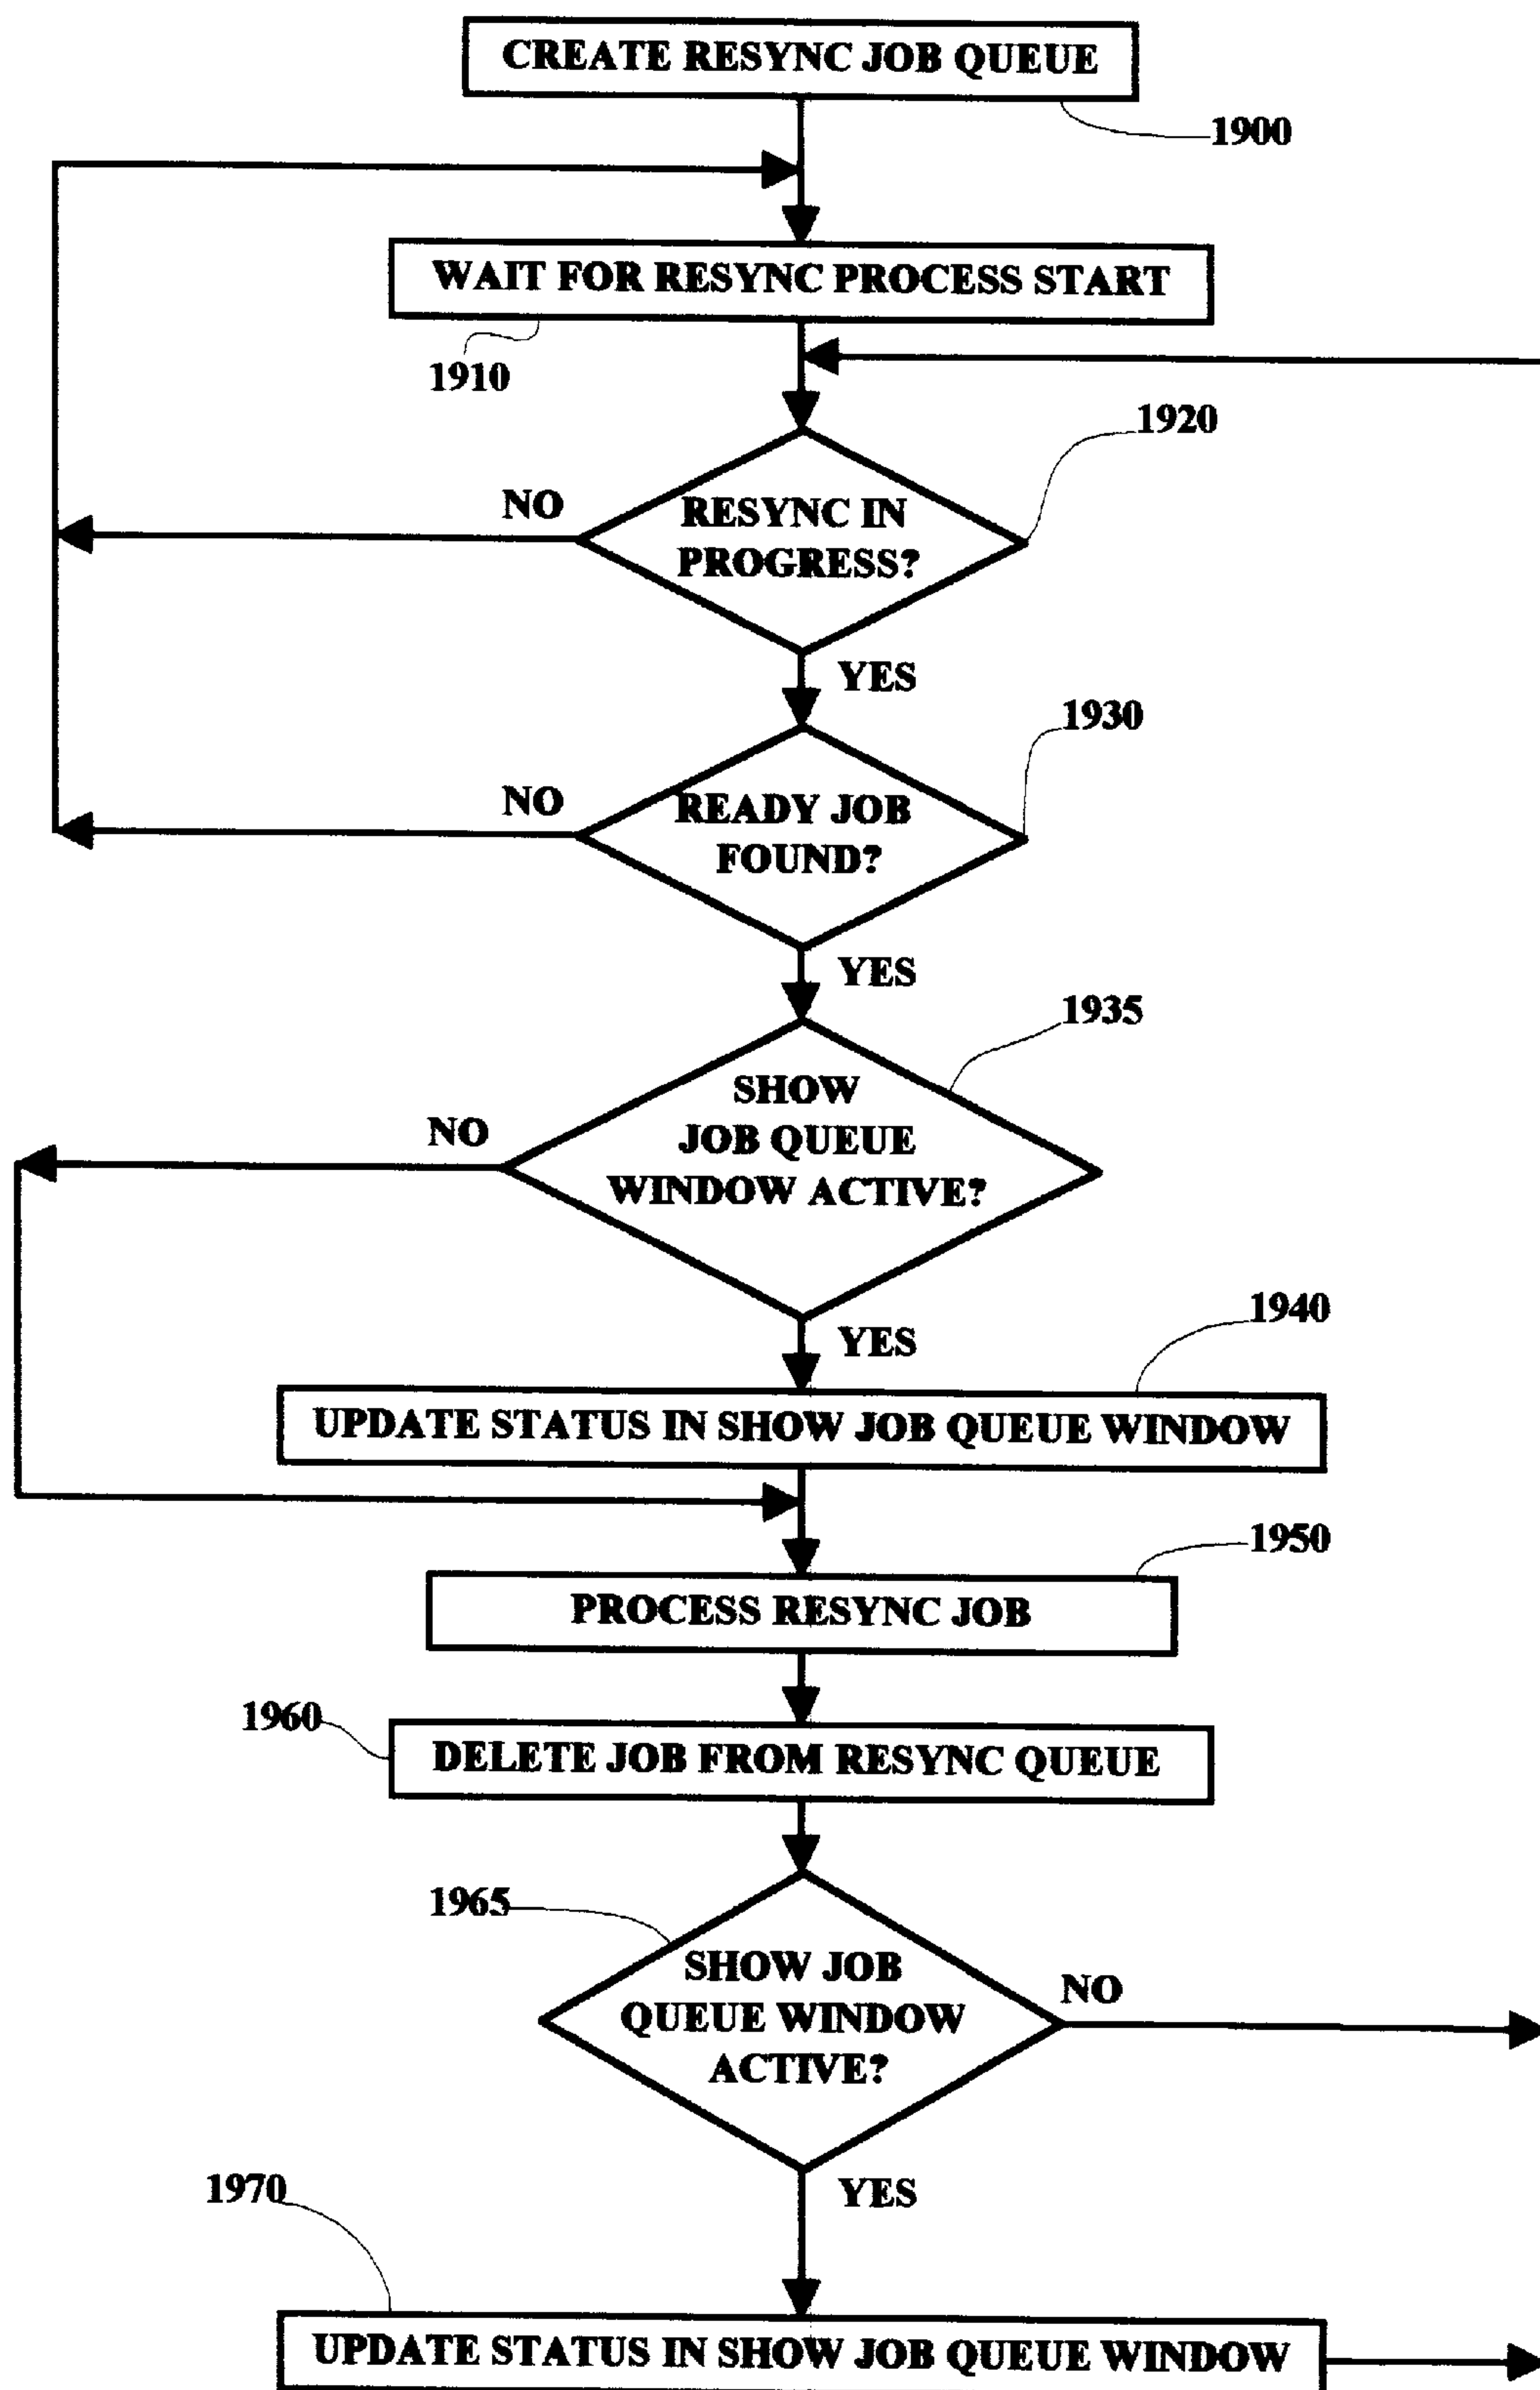 CREATE RESYNC JOB QUEUE
1900
WAIT FOR RESYNC PROCESS START
1910
1920
NO
RESYNC IN
PROGRESS?
YES
1930
NO
READY JOB
FOUND?
YES
1935
SHOW
JOB QUEUE
WINDOW ACTIVE?
NO
YES
1940
UPDATE STATUS IN SHOW JOB QUEUE WINDOW
1950
PROCESS RESYNC JOB
1960
DELETE JOB FROM RESYNC QUEUE
1965
SHOW JOB
QUEUE WINDOW
ACTIVE?
NO
YES
1970
UPDATE STATUS IN SHOW JOB QUEUE WINDOW